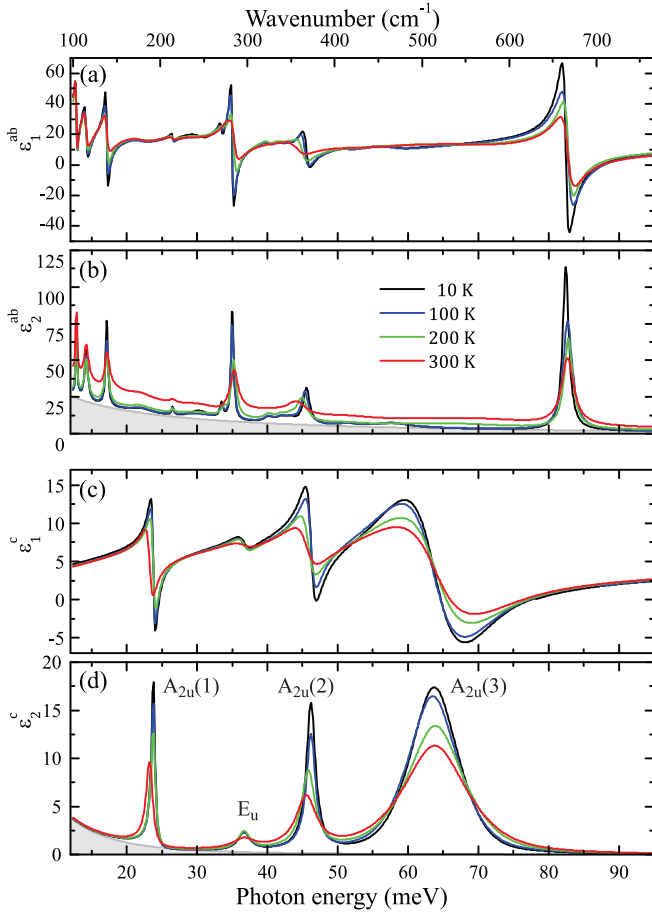 Wavenumber (cm⁻¹)
100 200 300 400 500 600 700
(a)
ε₁ᵃᵇ
60
40
20
0
-20
-40
(b)
ε₂ᵃᵇ
125
100
75
50
25
0
10 K
100 K
200 K
300 K
(c)
ε₁ᶜ
15
10
5
0
-5
(d)
ε₂ᶜ
20
15
10
5
0
A₂ᵤ(1) A₂ᵤ(2) A₂ᵤ(3)
Eᵤ
20 30 40 50 60 70 80 90
Photon energy (meV)